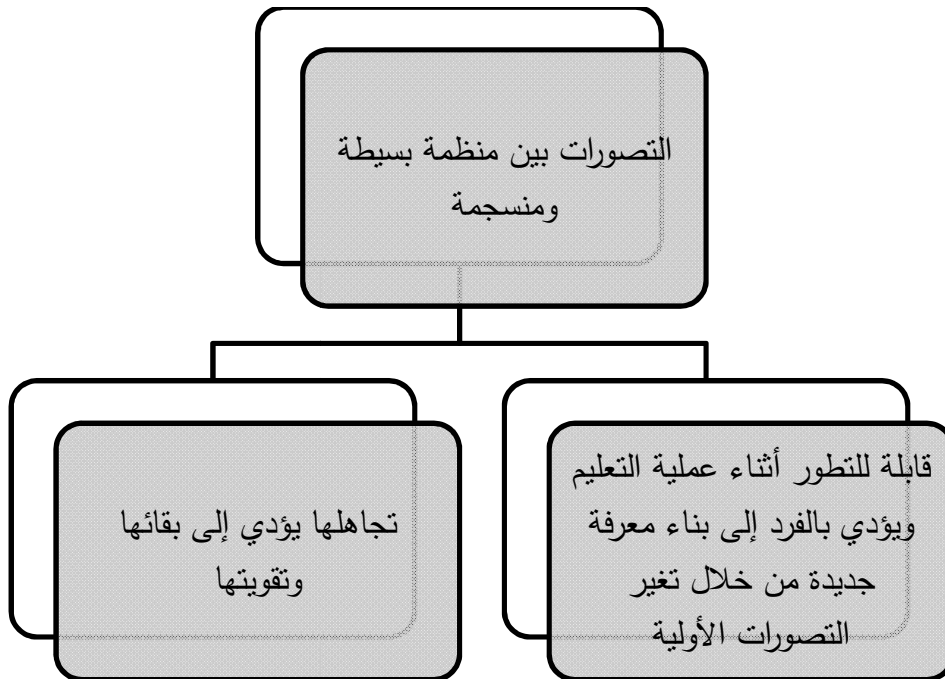 التصورات بين منظمة بسيطة
ومنسجمة
قابلة للتطور أثناء عملية التعليم
ويؤدي بالفرد إلى بناء معرفة
جديدة من خلال تغير
التصورات الأولية
تجاهلها يؤدي إلى بقائها
وتقويتها